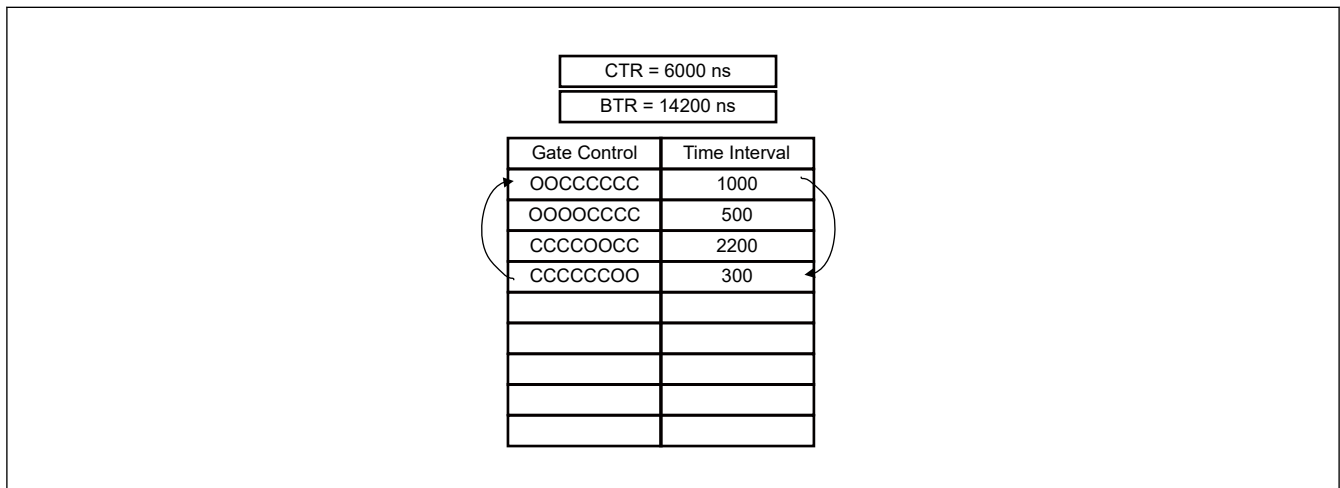 CTR = 6000 ns
BTR = 14200 ns
Gate Control Time Interval
OOCCCCCC 1000
OOOOCCCC 500
CCCCOOCC 2200
CCCCCCOO 300